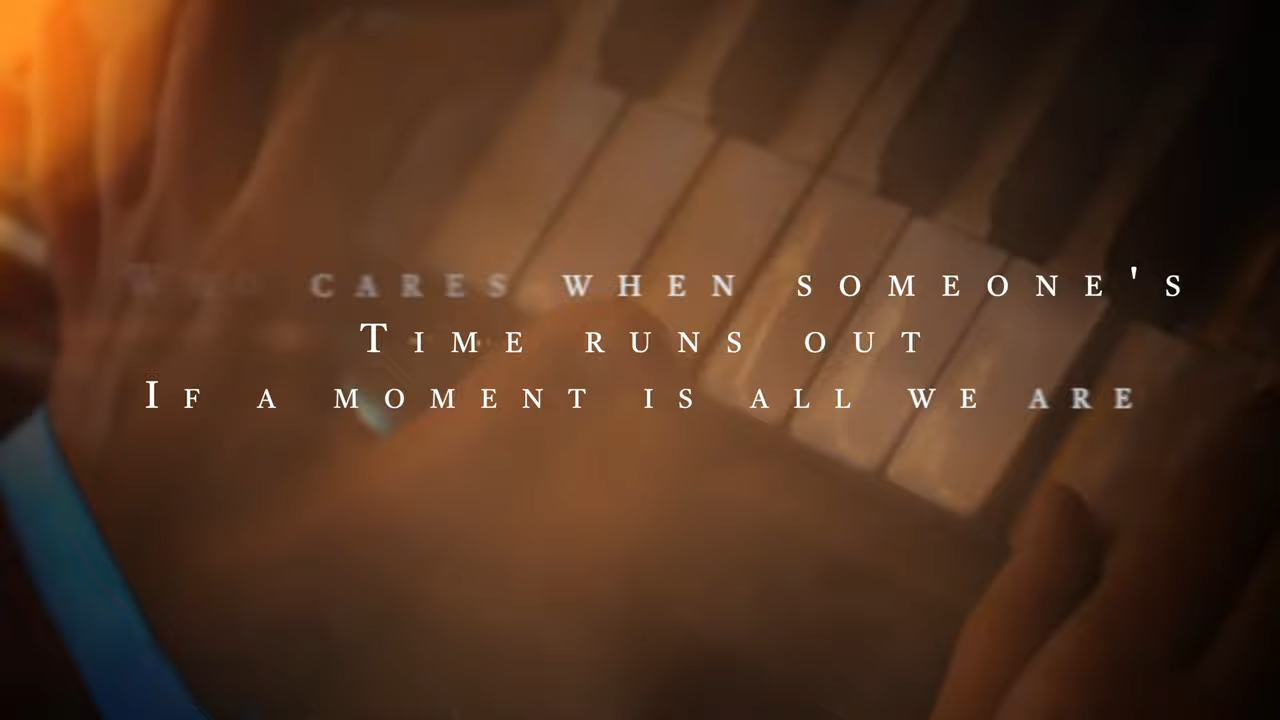 cares when someone's
Time runs out
If a moment is all we are